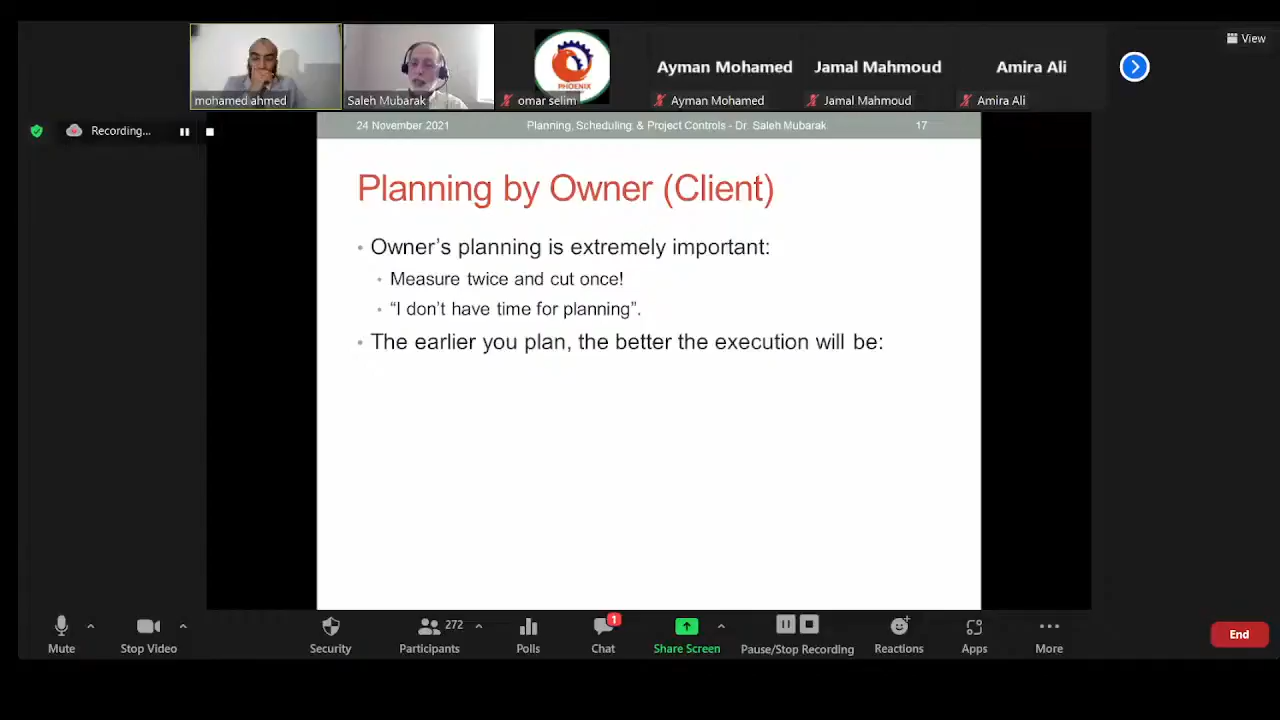 View
Ayman Mohamed
Jamal Mahmoud
Amira Ali
PHOENIX
mohamed ahmed
Saleh Mubarak
omar selim
Ayman Mohamed
Jamal Mahmoud
Amira Ali
Recording...
24 November 2021
Planning, Scheduling, & Project Controls - Dr. Saleh Mubarak
17
Planning by Owner (Client)
• Owner’s planning is extremely important:
• Measure twice and cut once!
• “I don’t have time for planning”.
• The earlier you plan, the better the execution will be:
272
1
Mute
Stop Video
Security
Participants
Polls
Chat
Share Screen
Pause/Stop Recording
Reactions
Apps
More
End